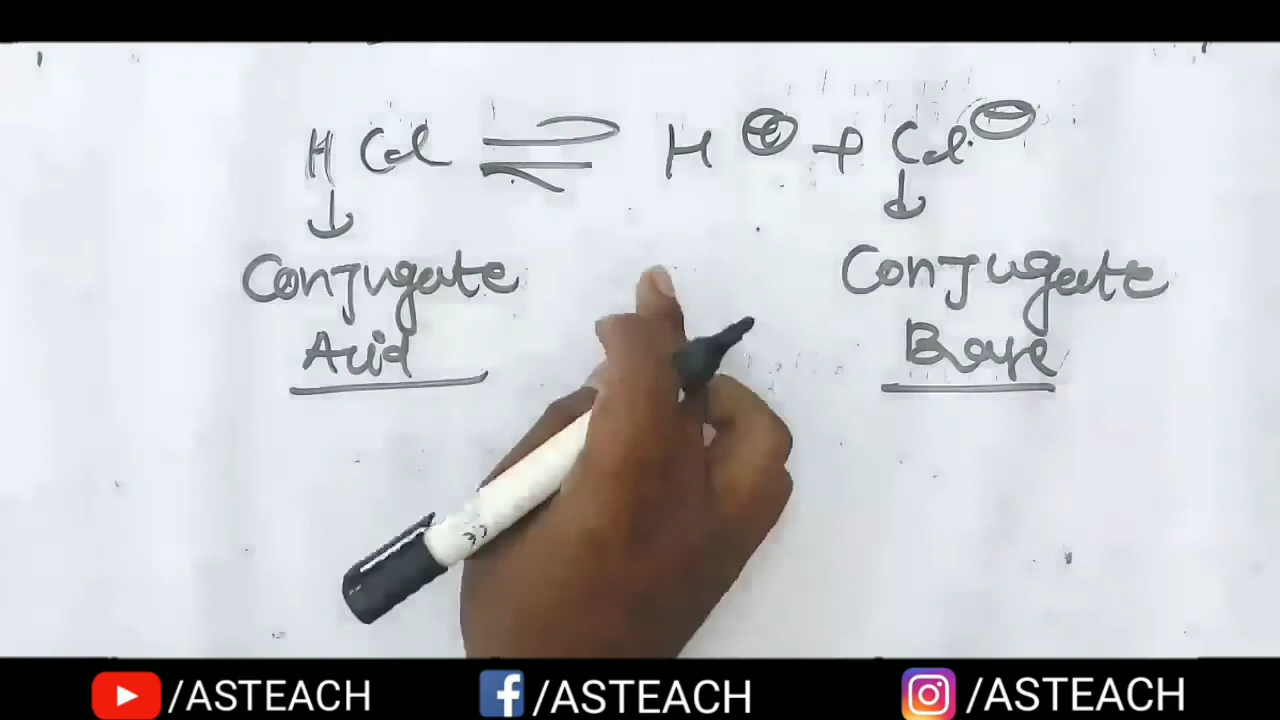 HCl ⇌ H⊕ + Cl⊖
↓ ↓
Conjugate Conjugate
Acid Base
/ASTEACH /ASTEACH /ASTEACH